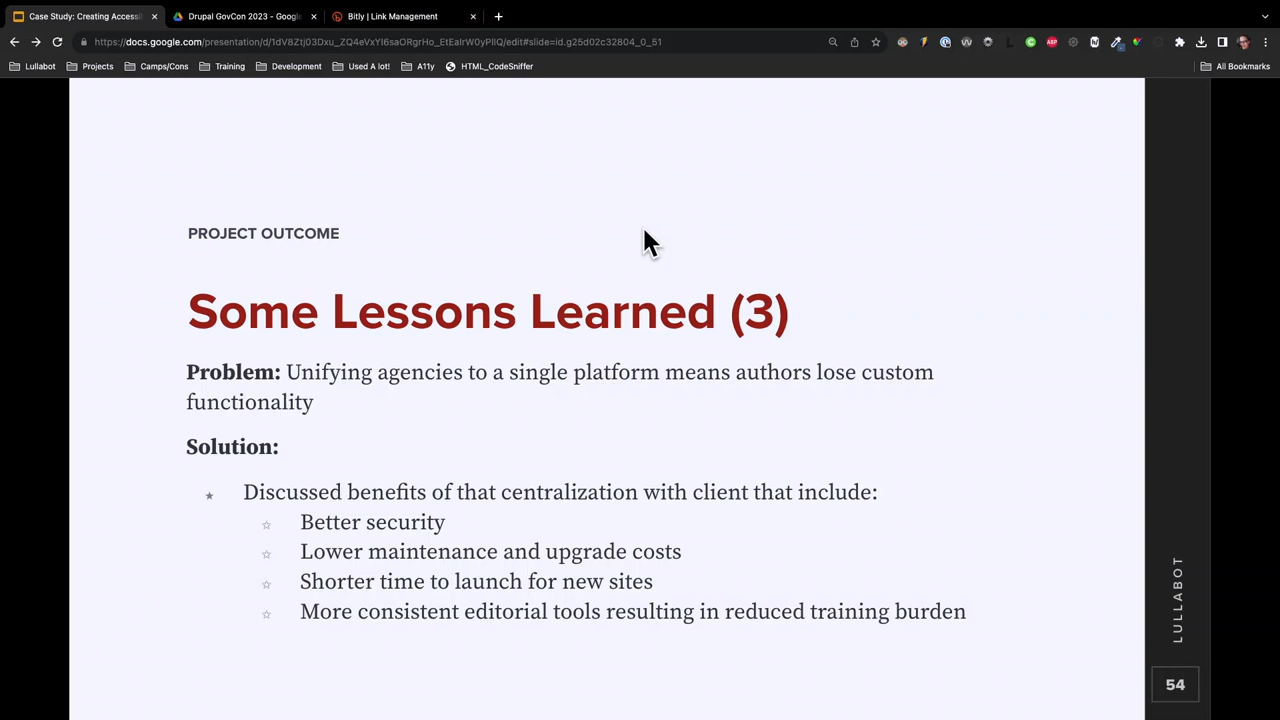 Case Study: Creating Accessi
Drupal GovCon 2023 - Google
Bitly | Link Management
Lullabot
Projects
Camps/Cons
Training
Development
Used A lot!
A11y
HTML_CodeSniffer
All Bookmarks
PROJECT OUTCOME
Some Lessons Learned (3)
Problem: Unifying agencies to a single platform means authors lose custom
functionality
Solution:
Discussed benefits of that centralization with client that include:
Better security
Lower maintenance and upgrade costs
Shorter time to launch for new sites
More consistent editorial tools resulting in reduced training burden
LULLABOT
54